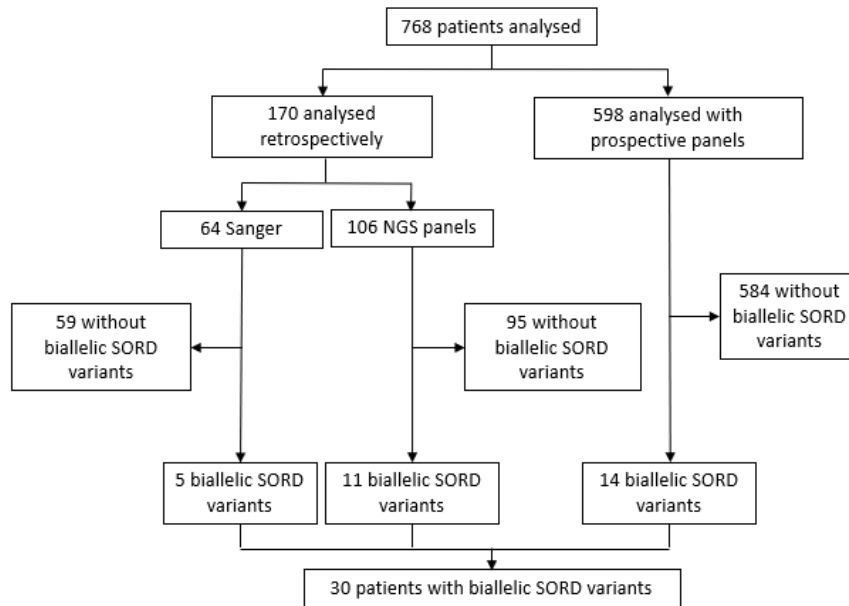 768 patients analysed
170 analysed
retrospectively
598 analysed with
prospective panels
64 Sanger
106 NGS panels
59 without
biallelic SORD
variants
95 without
biallelic SORD
variants
584 without
biallelic SORD
variants
5 biallelic SORD
variants
11 biallelic SORD
variants
14 biallelic SORD
variants
30 patients with biallelic SORD variants